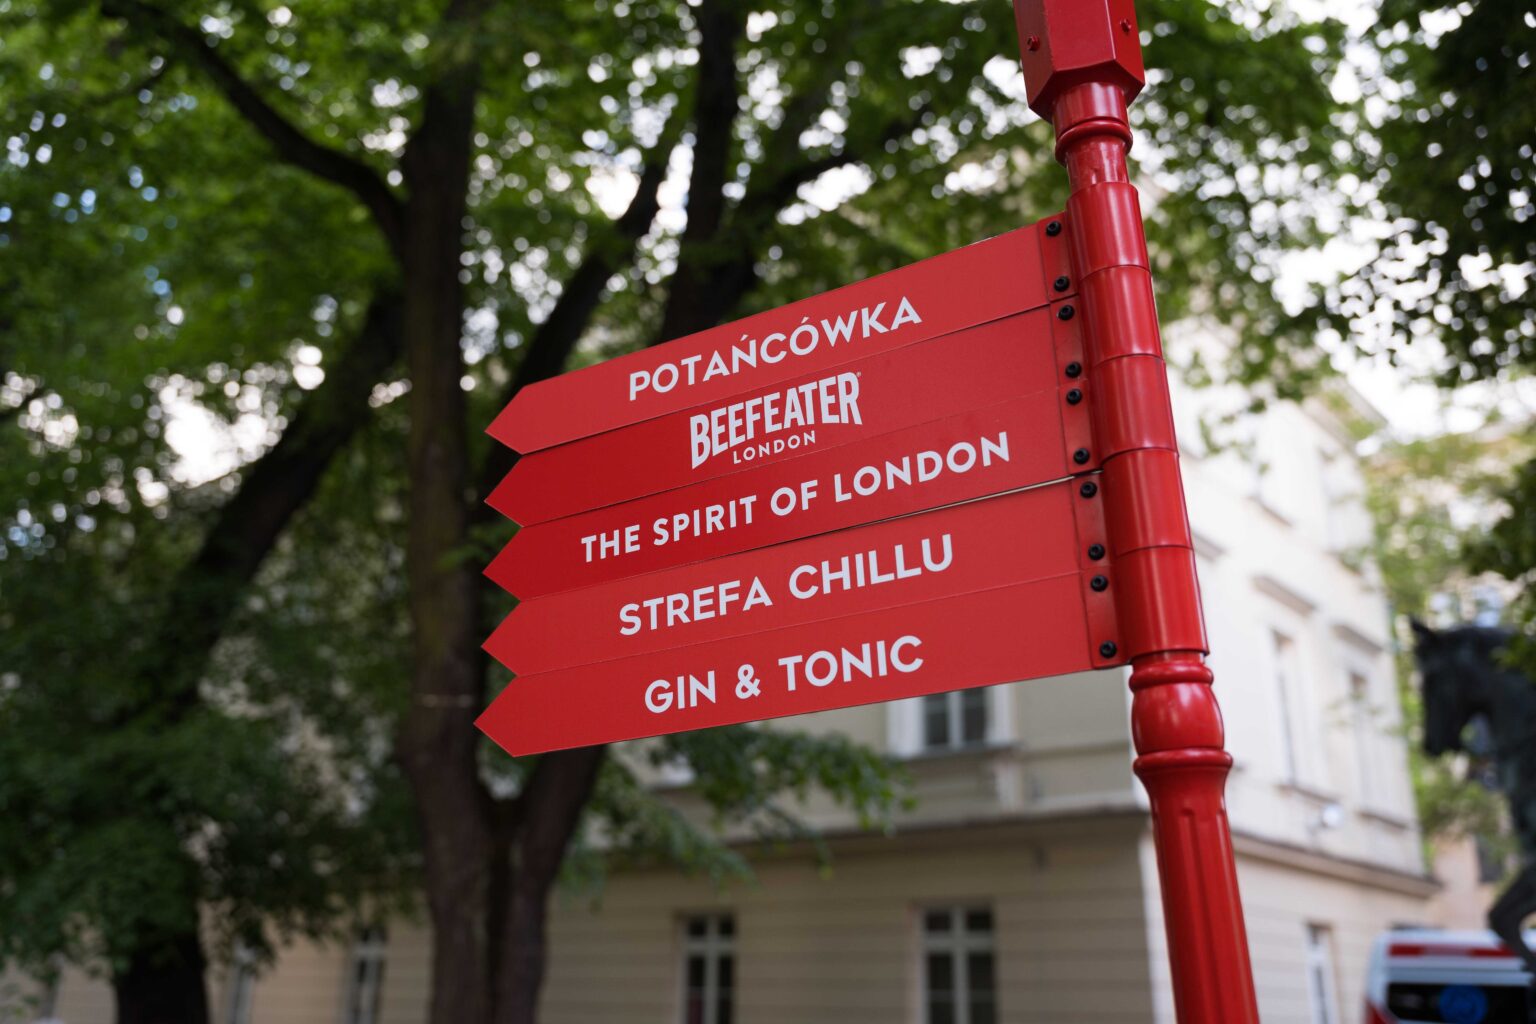 POTAŃCÓWKA
BEEFEATER
LONDON
THE SPIRIT OF LONDON
STREFA CHILLU
GIN & TONIC